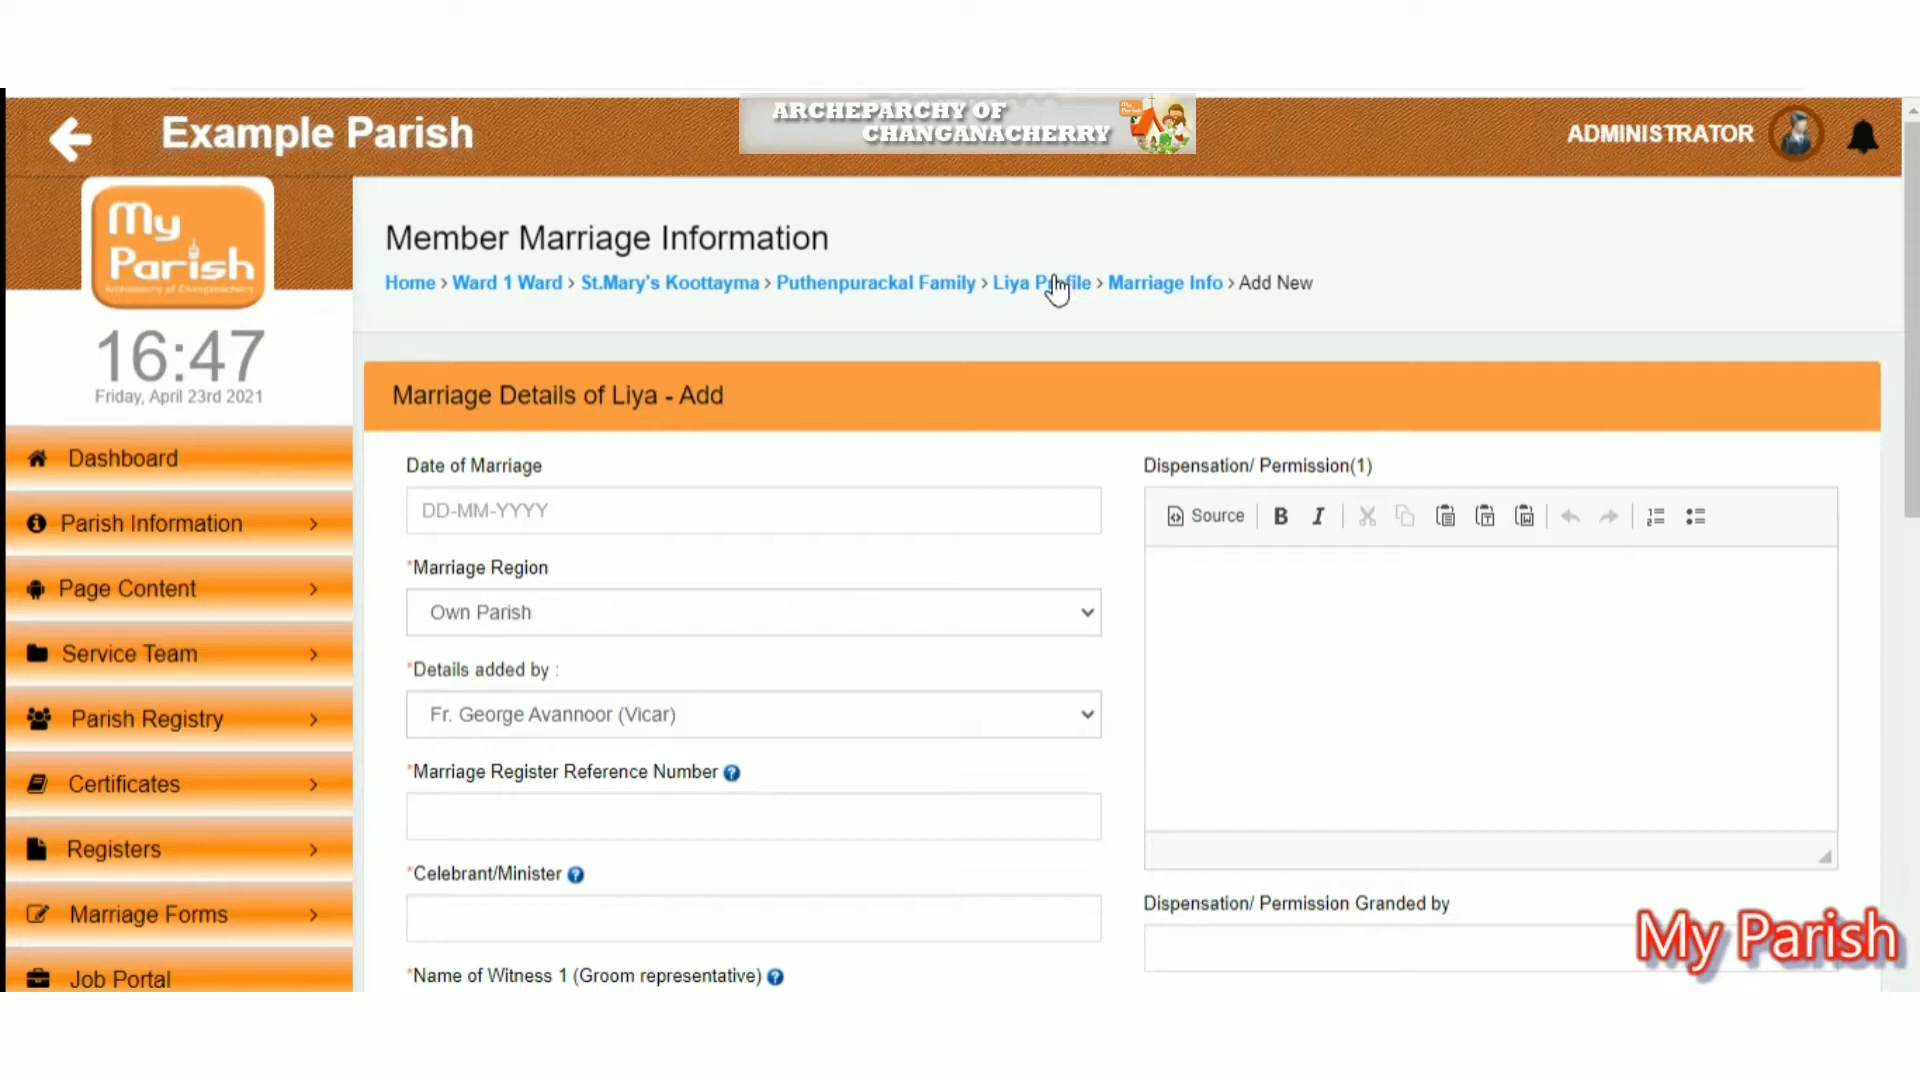 Example Parish
ARCHEPARCHY OF
CHANGANACHERRY
ADMINISTRATOR
My
Parish
Archdiocese of Changanacherry
16:47
Friday, April 23rd 2021
Dashboard
Parish Information
Page Content
Service Team
Parish Registry
Certificates
Registers
Marriage Forms
Job Portal
Member Marriage Information
Home > Ward 1 Ward > St.Mary's Koottayma > Puthenpurackal Family > Liya Profile > Marriage Info > Add New
Marriage Details of Liya - Add
Date of Marriage
DD-MM-YYYY
*Marriage Region
Own Parish
*Details added by :
Fr. George Avannoor (Vicar)
*Marriage Register Reference Number ?
*Celebrant/Minister ?
*Name of Witness 1 (Groom representative) ?
Dispensation/ Permission(1)
Source B I
Dispensation/ Permission Granded by
My Parish